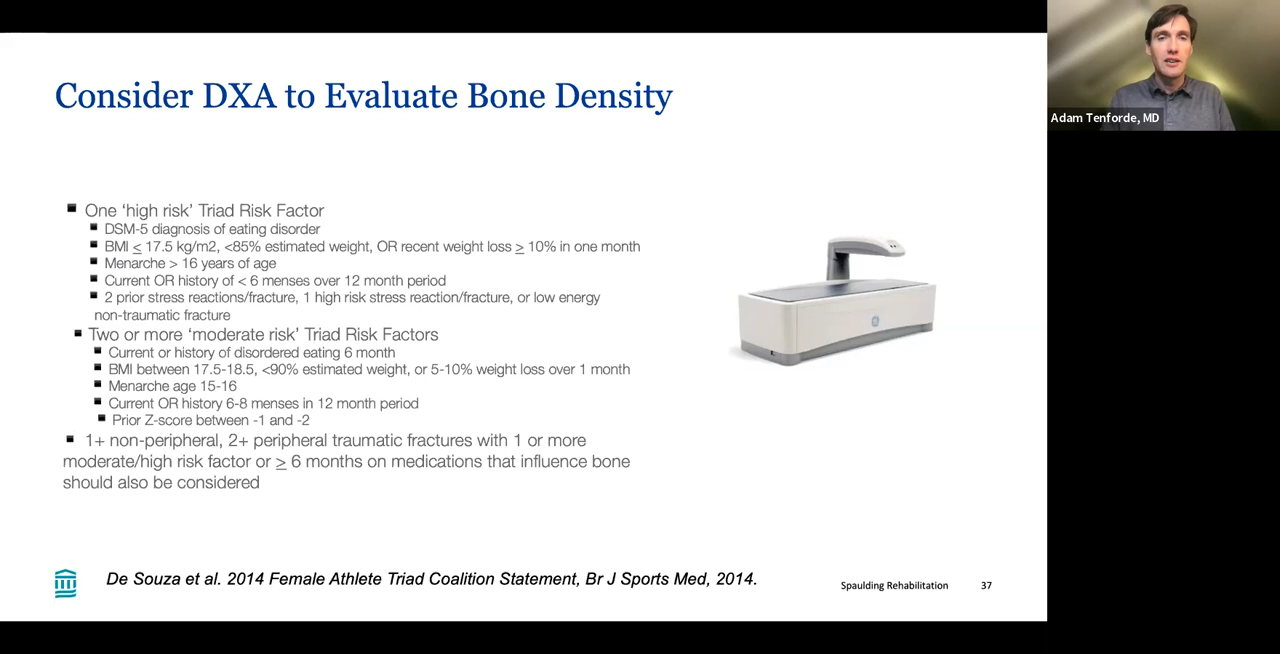 Consider DXA to Evaluate Bone Density
One ‘high risk’ Triad Risk Factor
DSM-5 diagnosis of eating disorder
BMI ≤ 17.5 kg/m2, <85% estimated weight, OR recent weight loss ≥ 10% in one month
Menarche > 16 years of age
Current OR history of < 6 menses over 12 month period
2 prior stress reactions/fracture, 1 high risk stress reaction/fracture, or low energy
non-traumatic fracture
Two or more ‘moderate risk’ Triad Risk Factors
Current or history of disordered eating 6 month
BMI between 17.5-18.5, <90% estimated weight, or 5-10% weight loss over 1 month
Menarche age 15-16
Current OR history 6-8 menses in 12 month period
Prior Z-score between -1 and -2
1+ non-peripheral, 2+ peripheral traumatic fractures with 1 or more
moderate/high risk factor or ≥ 6 months on medications that influence bone
should also be considered
De Souza et al. 2014 Female Athlete Triad Coalition Statement, Br J Sports Med, 2014.
Spaulding Rehabilitation 37
Adam Tenforde, MD